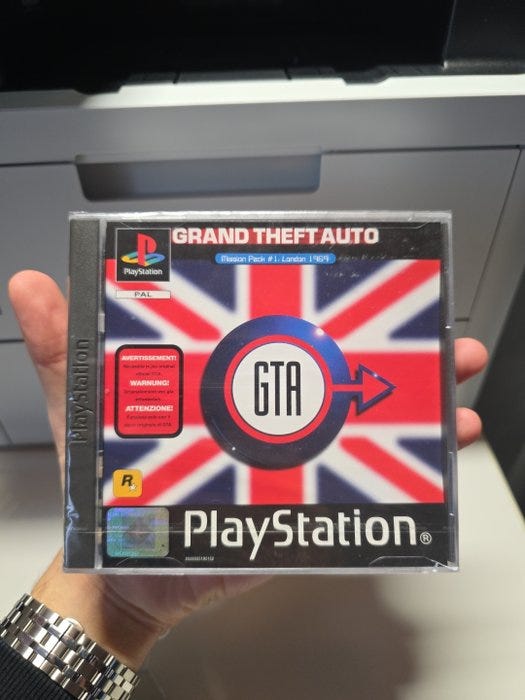 GRAND THEFT AUTO
Mission Pack #1, London 1969
PlayStation
PAL
PlayStation
AVERTISSEMENT!
WARNUNG!
ATTENZIONE!
GTA
R
PlayStation®